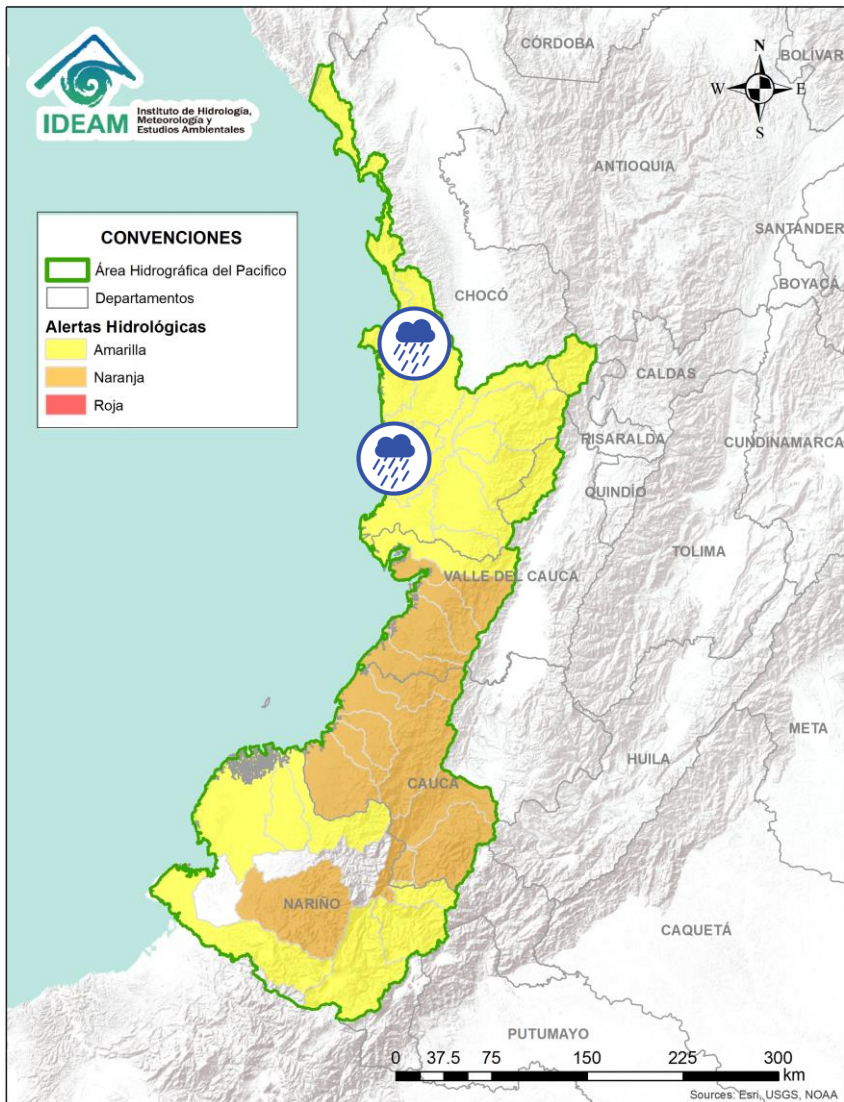 IDEAM
Instituto de Hidrología,
Meteorología y
Estudios Ambientales
CÓRDOBA
BOLÍVAR
N
W
E
S
ANTIOQUIA
SANTANDER
BOYACÁ
CONVENCIONES
Área Hidrográfica del Pacifico
Departamentos
Alertas Hidrológicas
Amarilla
Naranja
Roja
CHOCÓ
CALDAS
RISARALDA
CUNDINAMARCA
QUINDÍO
TOLIMA
VALLE DEL CAUCA
META
HUILA
CAUCA
NARIÑO
CAQUETÁ
PUTUMAYO
0 37.5 75 150 225 300
km
Sources: Esri, USGS, NOAA